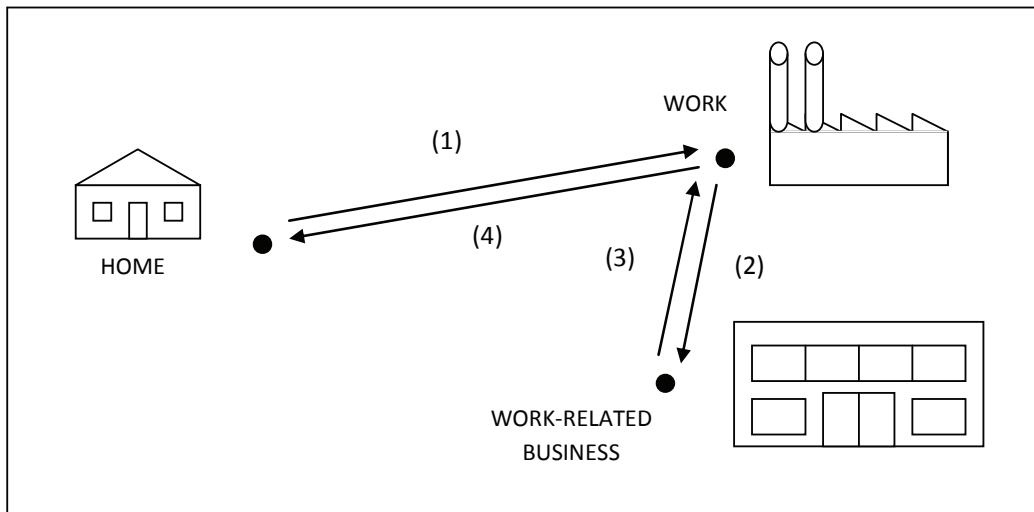 WORK
(1)
(4)
HOME
(3)
(2)
WORK-RELATED
BUSINESS